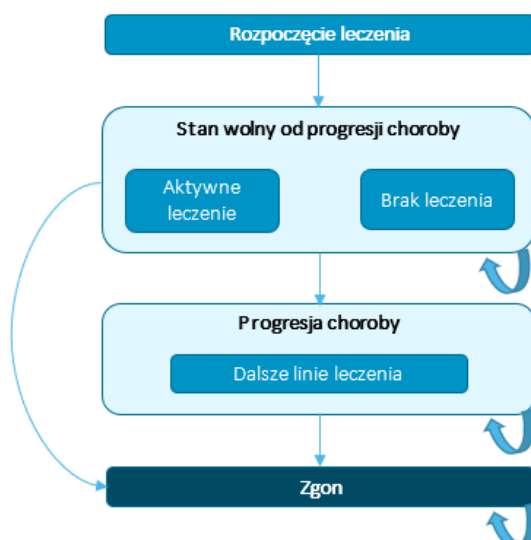 Rozpoczęcie leczenia
Stan wolny od progresji choroby
Aktywne
leczenie
Brak leczenia
Progresja choroby
Dalsze linie leczenia
Zgon